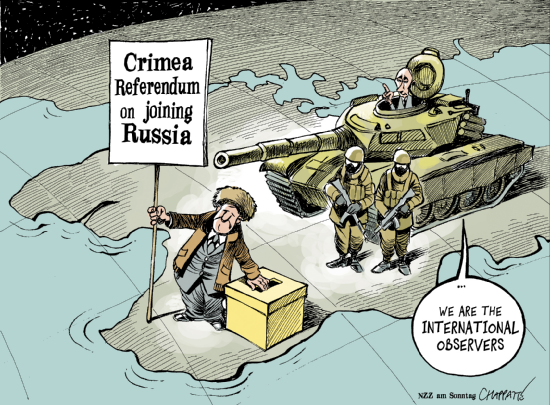 Crimea
Referendum
on joining
Russia
...
WE ARE THE
INTERNATIONAL
OBSERVERS
NZZ am Sonntag CHAPPATTE